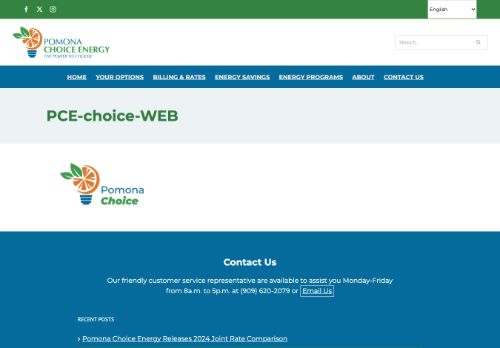 English
POMONA
CHOICE ENERGY
THE POWER TO CHOOSE
Search...
HOME YOUR OPTIONS BILLING & RATES ENERGY SAVINGS ENERGY PROGRAMS ABOUT CONTACT US
PCE-choice-WEB
Pomona
Choice
Contact Us
Our friendly customer service representative are available to assist you Monday-Friday
from 8a.m. to 5p.m. at (909) 620-2079 or Email Us
RECENT POSTS
Pomona Choice Energy Releases 2024 Joint Rate Comparison